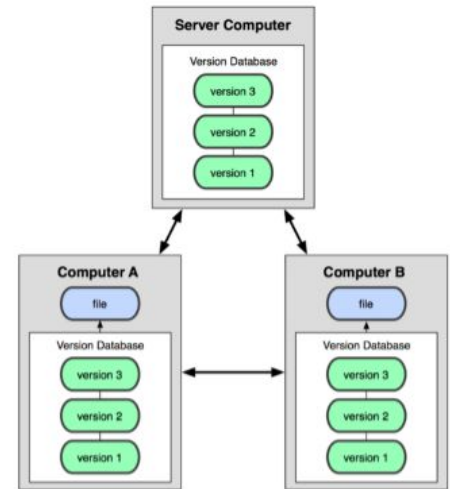 Server Computer
Version Database
version 3
version 2
version 1
Computer A
file
Version Database
version 3
version 2
version 1
Computer B
file
Version Database
version 3
version 2
version 1